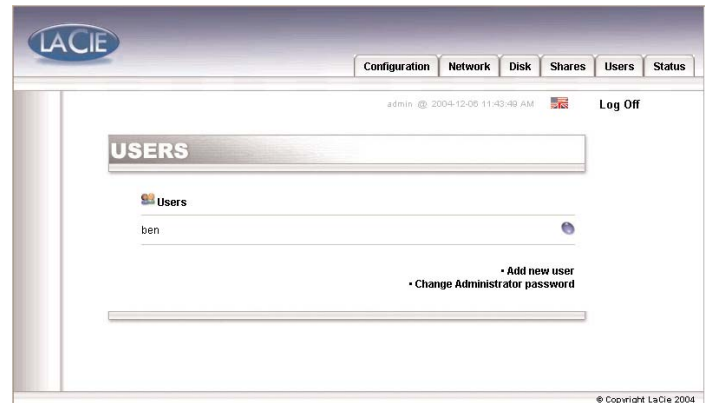 LACIE
Configuration Network Disk Shares Users Status
admin @ 2004-12-06 11:43:49 AM Log Off
USERS
Users
ben
• Add new user
• Change Administrator password
© Copyright LaCie 2004